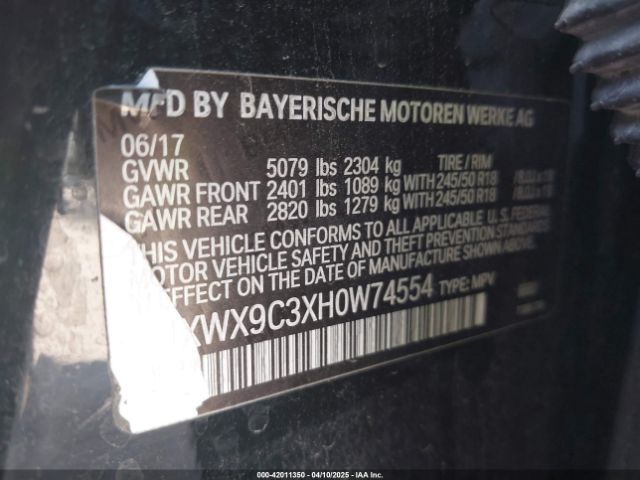 MFD BY BAYERISCHE MOTOREN WERKE AG
06/17
GVWR 5079 lbs 2304 kg TIRE / RIM
GAWR FRONT 2401 lbs 1089 kg WITH 245/50 R18
GAWR REAR 2820 lbs 1279 kg WITH 245/50 R18
THIS VEHICLE CONFORMS TO ALL APPLICABLE U.S. FEDERAL
MOTOR VEHICLE SAFETY AND THEFT PREVENTION STANDARDS
IN EFFECT ON THE DATE OF MANUFACTURE SHOWN ABOVE.
WX9C3XH0W74554 TYPE: MPV
000-42011350 - 04/10/2025 - IAA Inc.